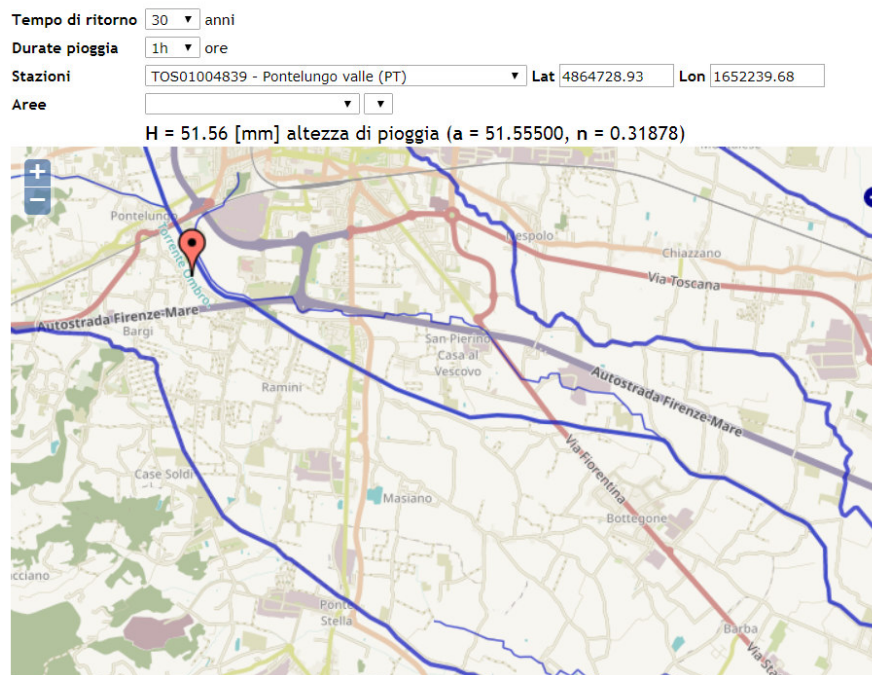 Tempo di ritorno 30 anni
Durate pioggia 1h ore
Stazioni TOS01004839 - Pontelungo valle (PT) Lat 4864728.93 Lon 1652239.68
Aree
H = 51.56 [mm] altezza di pioggia (a = 51.55500, n = 0.31878)
+
−
Pontelungo
Torrente Ombro
Chiazzano
Via Toscana
Autostrada Firenze-Mare
Bargi
San Pierino
Casa al
Vescovo
Ramini
Autostrada Firenze-Mare
Via Fiorentina
Case Soldi
Masiano
Bottegone
Ponte
Stella
Barba